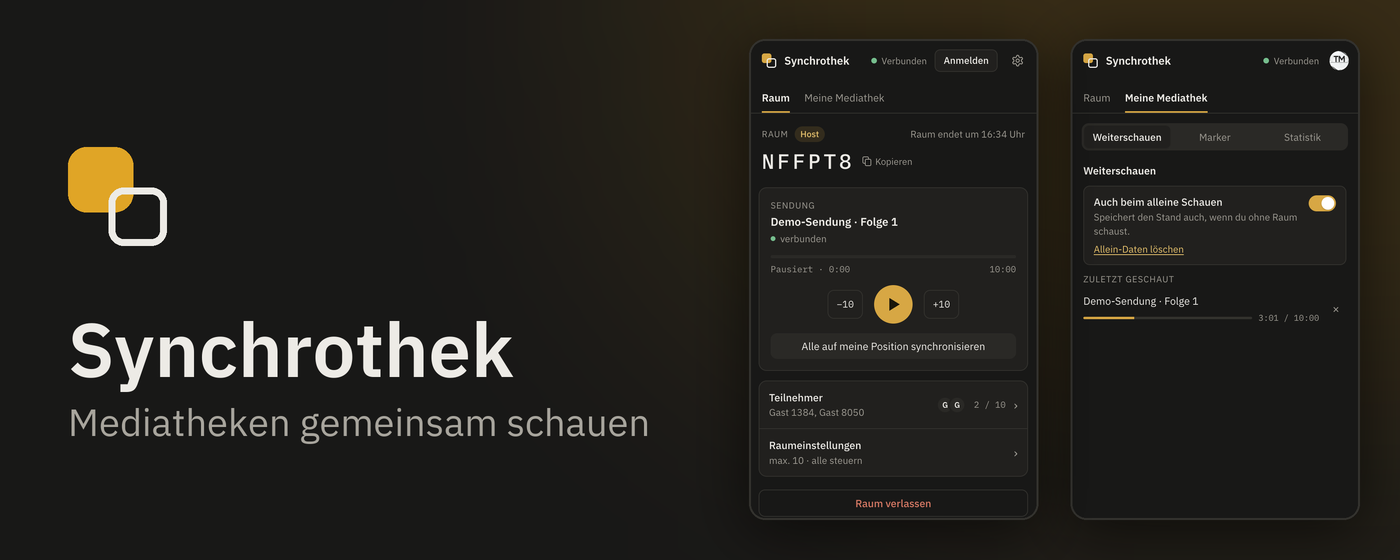 Synchrothek
Mediatheken gemeinsam schauen
Synchrothek
Verbunden
Anmelden
Raum
Meine Mediathek
RAUM
Host
Raum endet um 16:34 Uhr
NFFPT8
Kopieren
SENDUNG
Demo-Sendung · Folge 1
verbunden
Pausiert · 0:00
10:00
−10
+10
Alle auf meine Position synchronisieren
Teilnehmer
Gast 1384, Gast 8050
G G
2 / 10
Raumeinstellungen
max. 10 · alle steuern
Raum verlassen
Synchrothek
Verbunden
TM
Raum
Meine Mediathek
Weiterschauen
Marker
Statistik
Weiterschauen
Auch beim alleine Schauen
Speichert den Stand auch, wenn du ohne Raum
schaust.
Allein-Daten löschen
ZULETZT GESCHAUT
Demo-Sendung · Folge 1
3:01 / 10:00